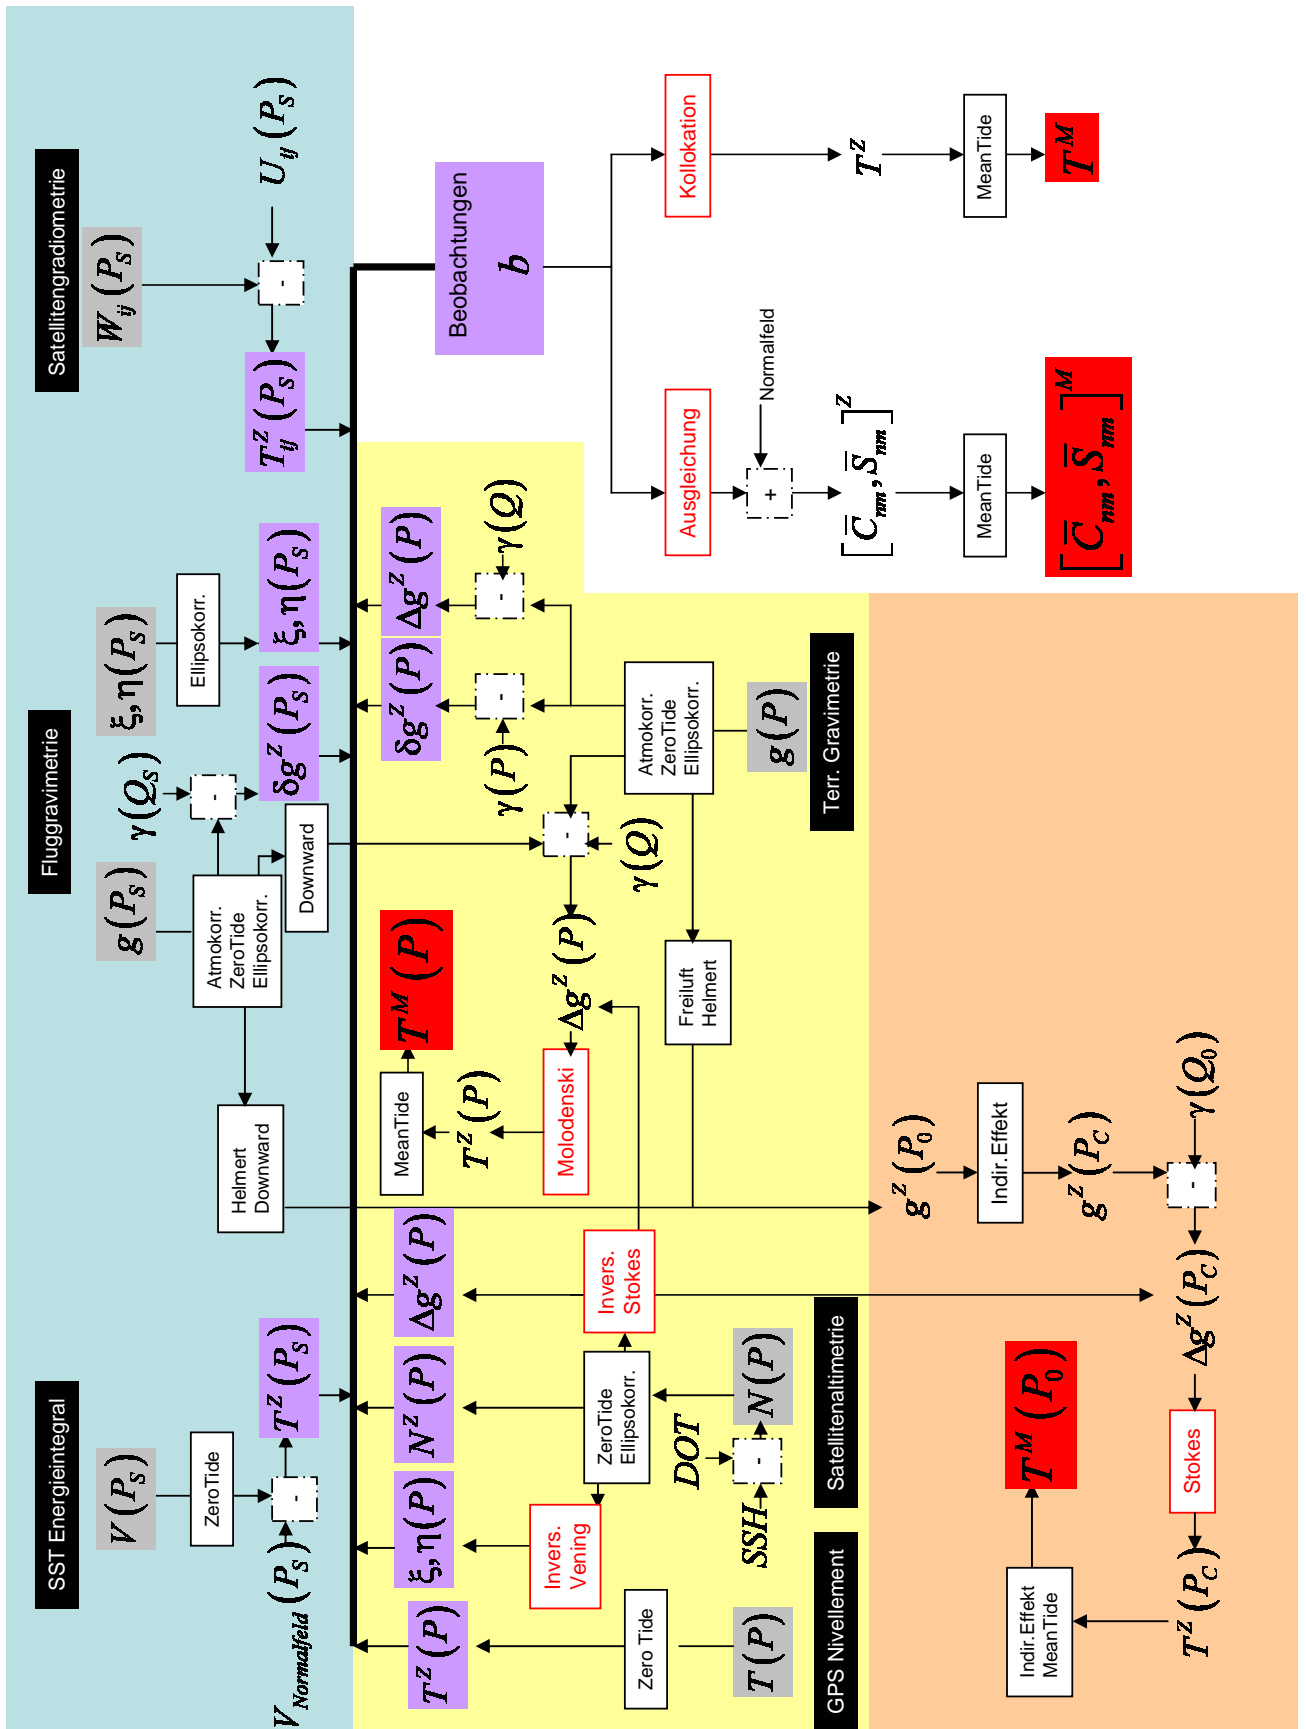 SST Energieintegral
Fluggravimetrie
Satellitengradiometrie
V(P_S)
g(P_S)
ξ,η(P_S)
W_ij(P_S)
ZeroTide
Atmokorr.
ZeroTide
Ellipsokorr.
γ(Q_S)
Ellipsokorr.
-
V_Normalfeld(P_S)
-
T^Z(P_S)
Helmert
Downward
Downward
δg^Z(P_S)
ξ,η(P_S)
T^Z_ij(P_S)
-
U_ij(P_S)
T^Z(P)
ξ,η(P)
N^Z(P)
Δg^Z(P)
MeanTide
T^M(P)
δg^Z(P)
Δg^Z(P)
Beobachtungen
b
T^Z(P)
γ(P)
-
-
γ(Q)
Invers.
Vening
Molodenski
Δg^Z(P)
-
γ(Q)
ZeroTide
Ellipsokorr.
Invers.
Stokes
Zero Tide
Freiluft
Helmert
Atmokorr.
ZeroTide
Ellipsokorr.
T(P)
SSH
-
DOT
N(P)
g(P)
GPS Nivellement
Satellitenaltimetrie
Terr. Gravimetrie
Ausgleichung
Kollokation
+
Normalfeld
[C̅_nm, S̅_nm]^Z
T^Z
MeanTide
MeanTide
[C̅_nm, S̅_nm]^M
T^M
g^Z(P_0)
Indir.Effekt
g^Z(P_C)
-
γ(Q_0)
Δg^Z(P_C)
Stokes
T^Z(P_C)
Indir.Effekt
MeanTide
T^M(P_0)